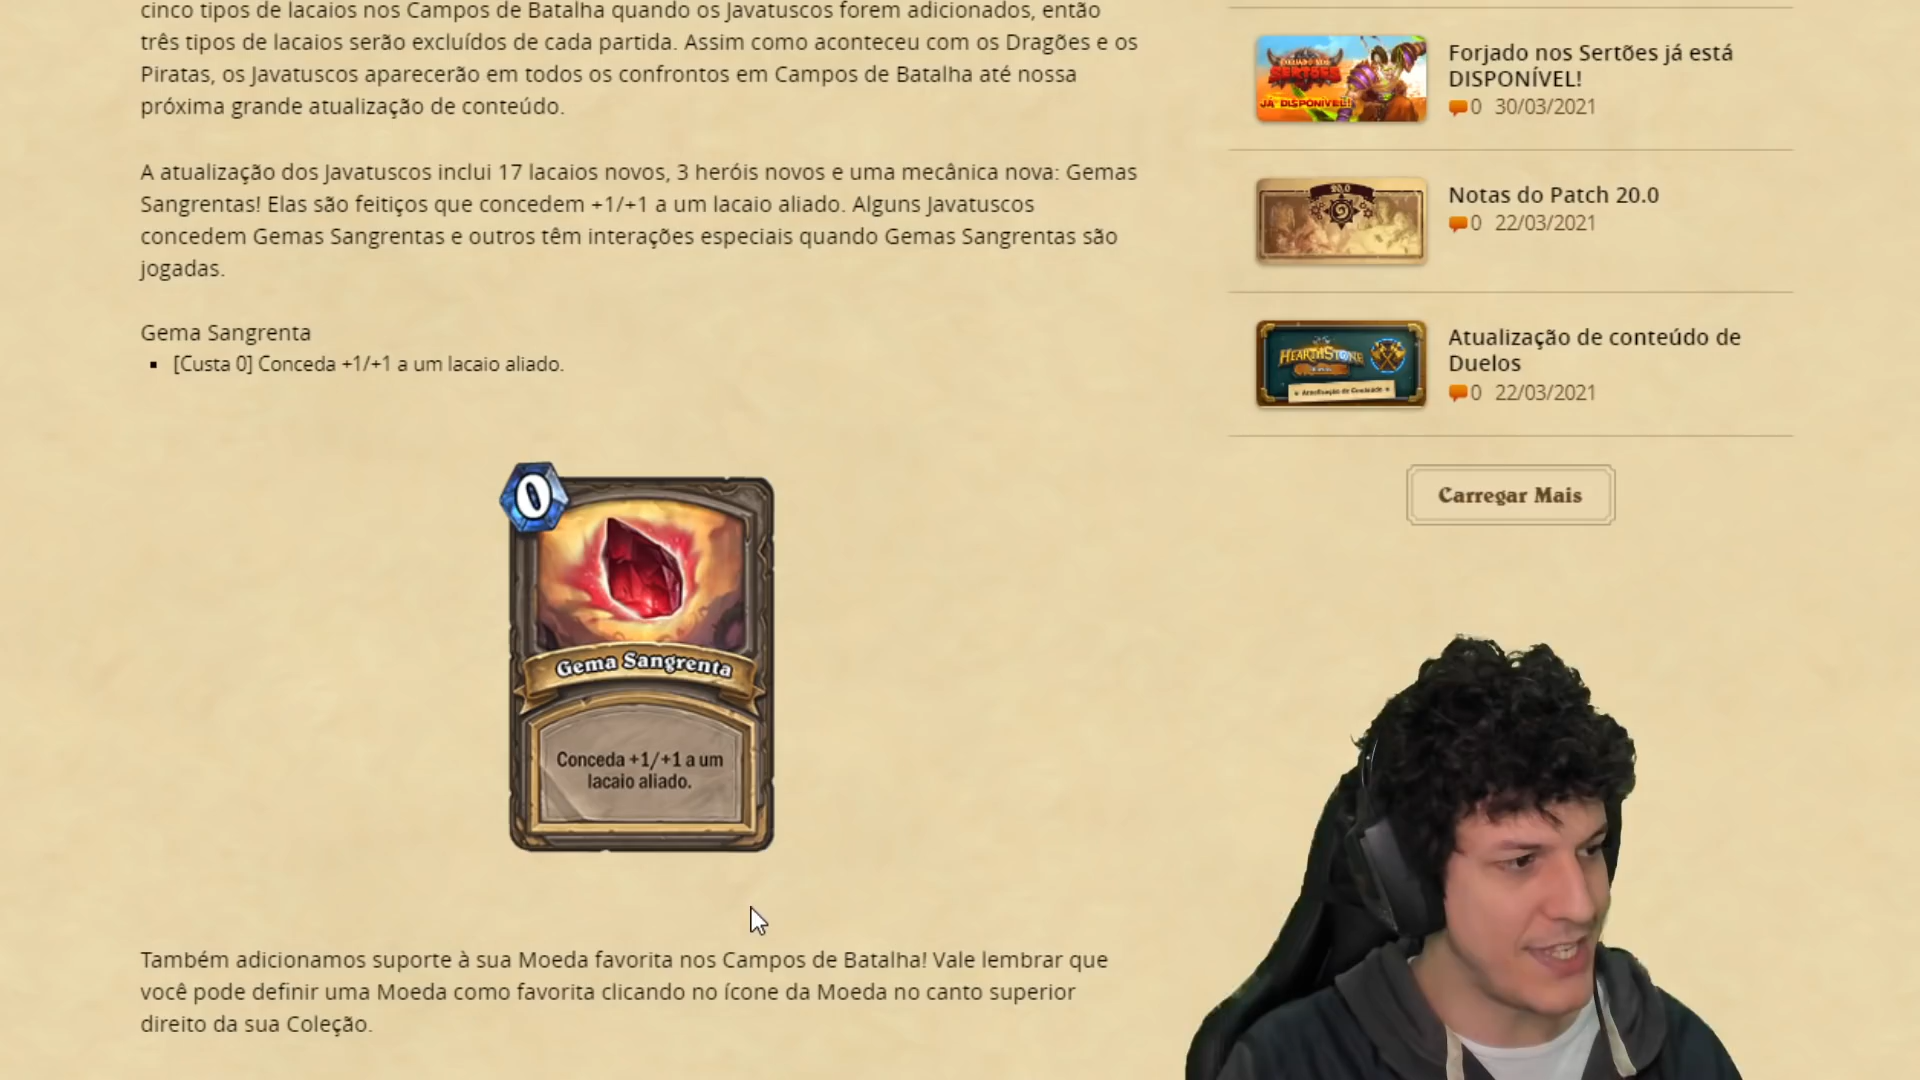 cinco tipos de lacaios nos Campos de Batalha quando os Javatuscos forem adicionados, então
três tipos de lacaios serão excluídos de cada partida. Assim como aconteceu com os Dragões e os
Piratas, os Javatuscos aparecerão em todos os confrontos em Campos de Batalha até nossa
próxima grande atualização de conteúdo.
A atualização dos Javatuscos inclui 17 lacaios novos, 3 heróis novos e uma mecânica nova: Gemas
Sangrentas! Elas são feitiços que concedem +1/+1 a um lacaio aliado. Alguns Javatuscos
concedem Gemas Sangrentas e outros têm interações especiais quando Gemas Sangrentas são
jogadas.
Gema Sangrenta
▪ [Custa 0] Conceda +1/+1 a um lacaio aliado.
0
Gema Sangrenta
Conceda +1/+1 a um
lacaio aliado.
Também adicionamos suporte à sua Moeda favorita nos Campos de Batalha! Vale lembrar que
você pode definir uma Moeda como favorita clicando no ícone da Moeda no canto superior
direito da sua Coleção.
FORJADO NOS
SERTÕES
JÁ DISPONÍVEL!
Forjado nos Sertões já está
DISPONÍVEL!
0 30/03/2021
20.0
Notas do Patch 20.0
0 22/03/2021
HEARTHSTONE
Atualização de Conteúdo
Atualização de conteúdo de
Duelos
0 22/03/2021
Carregar Mais